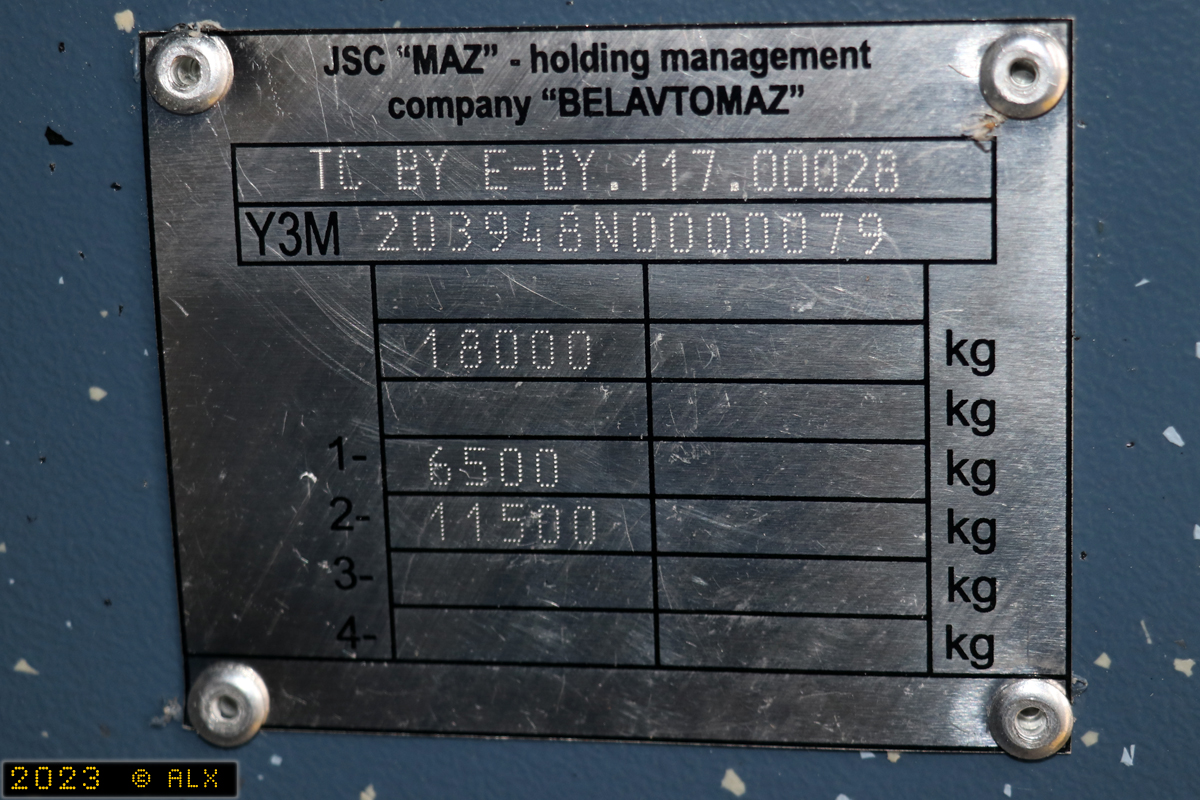 JSC "MAZ" - holding management
company "BELAVTOMAZ"
TC BY E-BY.117.00028
Y3M 203948N0000079
18000 kg
kg
1- 6500 kg
2- 11500 kg
3- kg
4- kg
2023 © ALX